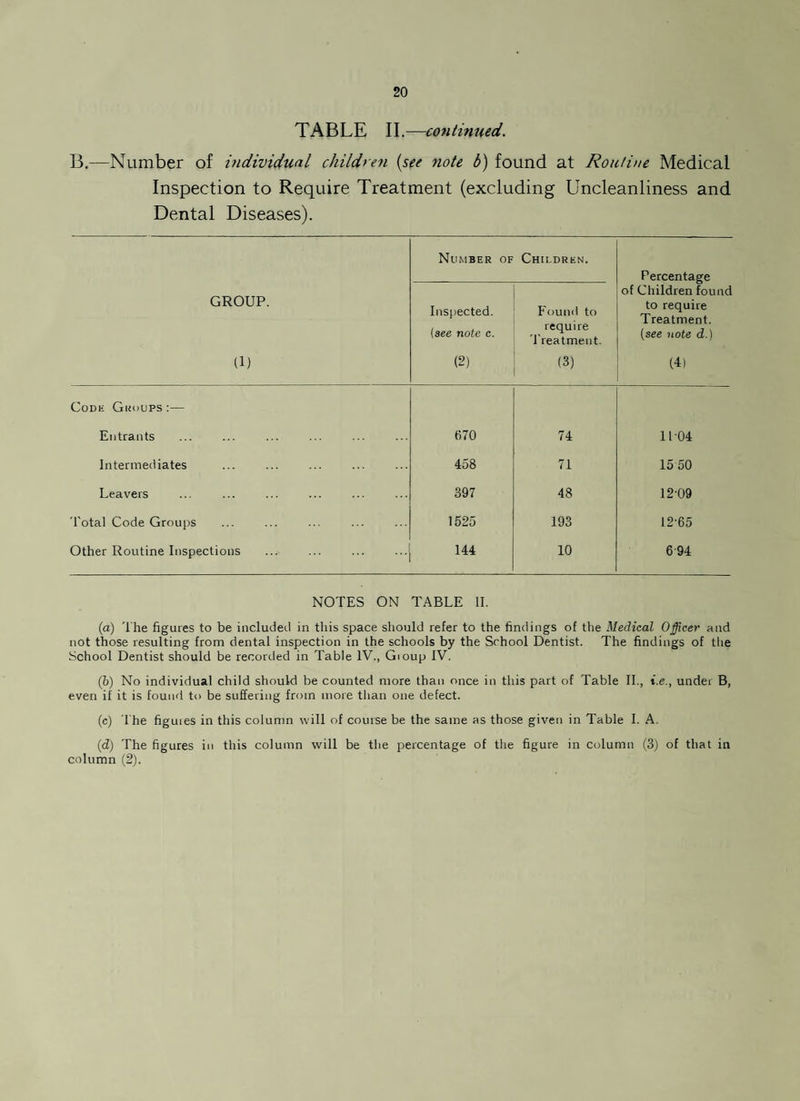 20
TABLE II.—continued.
B.—Number of individual children (see note b) found at Routine Medical
Inspection to Require Treatment (excluding Uncleanliness and
Dental Diseases).
GROUP.
(1)
Number of Children.
Inspected.
(see note c.
(2)
Found to
require
Treatment.
(3)
Percentage
of Children found
to require
Treatment.
(see note d.)
(4)
Code Groups :—
Entrants ... ... ... ... ... ... 670 74 11·04
Intermediates ... ... ... ... ... 458 71 15 50
Leavers ... ... ... ... ... ... 397 48 12·09
Total Code Groups ... ... ... ... ... 1525 193 12·65
Other Routine Inspections ... ... ... ... 144 10 6 94
NOTES ON TABLE II.
(a) The figures to be included in this space should refer to the findings of the Medical Officer and
not those resulting from dental inspection in the schools by the School Dentist. The findings of the
School Dentist should be recorded in Table IV., Group IV.
(b) No individual child should be counted more than once in this part of Table II., i.e., under B,
even if it is found to be suffering from more than one defect.
(c) The figures in this column will of course be the same as those given in Table I. A.
(d) The figures in this column will be the percentage of the figure in column (3) of that in
column (2).